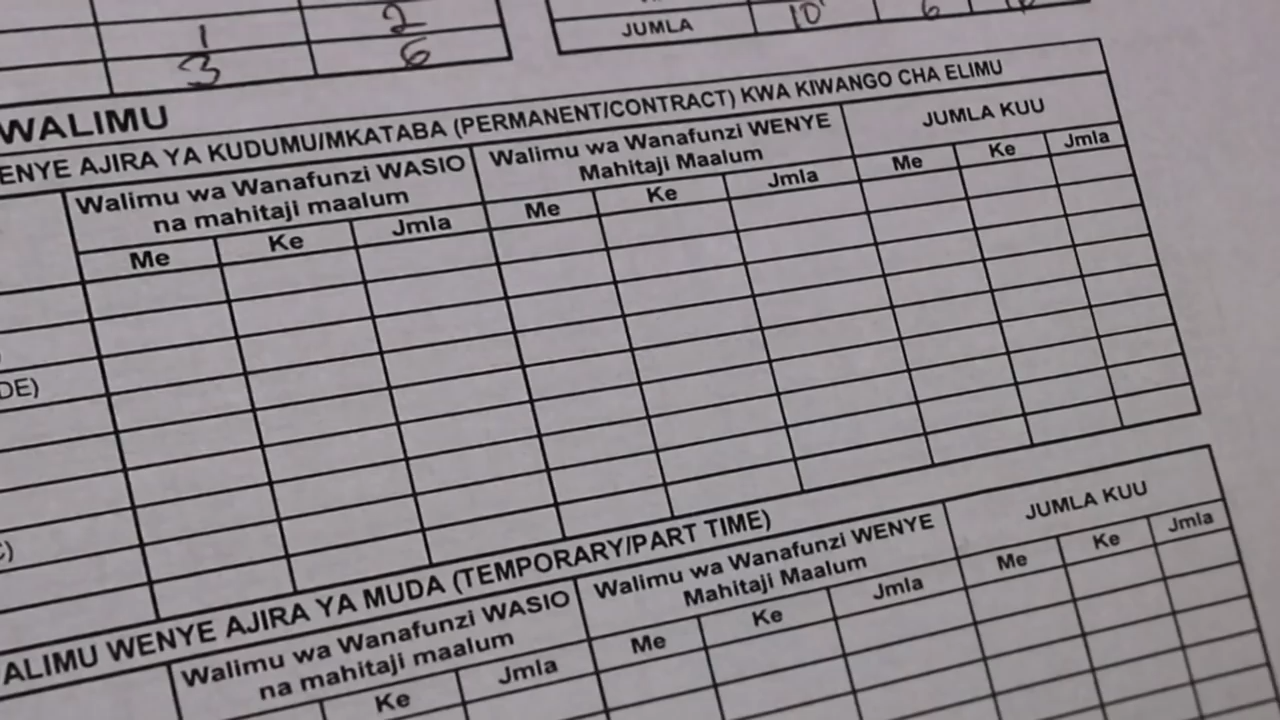 1 2
3 6
JUMLA 10 6
WALIMU
ENYE AJIRA YA KUDUMU/MKATABA (PERMANENT/CONTRACT) KWA KIWANGO CHA ELIMU
Walimu wa Wanafunzi WASIO
na mahitaji maalum
Walimu wa Wanafunzi WENYE
Mahitaji Maalum
JUMLA KUU
Me Ke Jmla Me Ke Jmla Me Ke Jmla
DE)
ALIMU WENYE AJIRA YA MUDA (TEMPORARY/PART TIME)
Walimu wa Wanafunzi WASIO
na mahitaji maalum
Walimu wa Wanafunzi WENYE
Mahitaji Maalum
JUMLA KUU
Ke Jmla Me Ke Jmla Me Ke Jmla